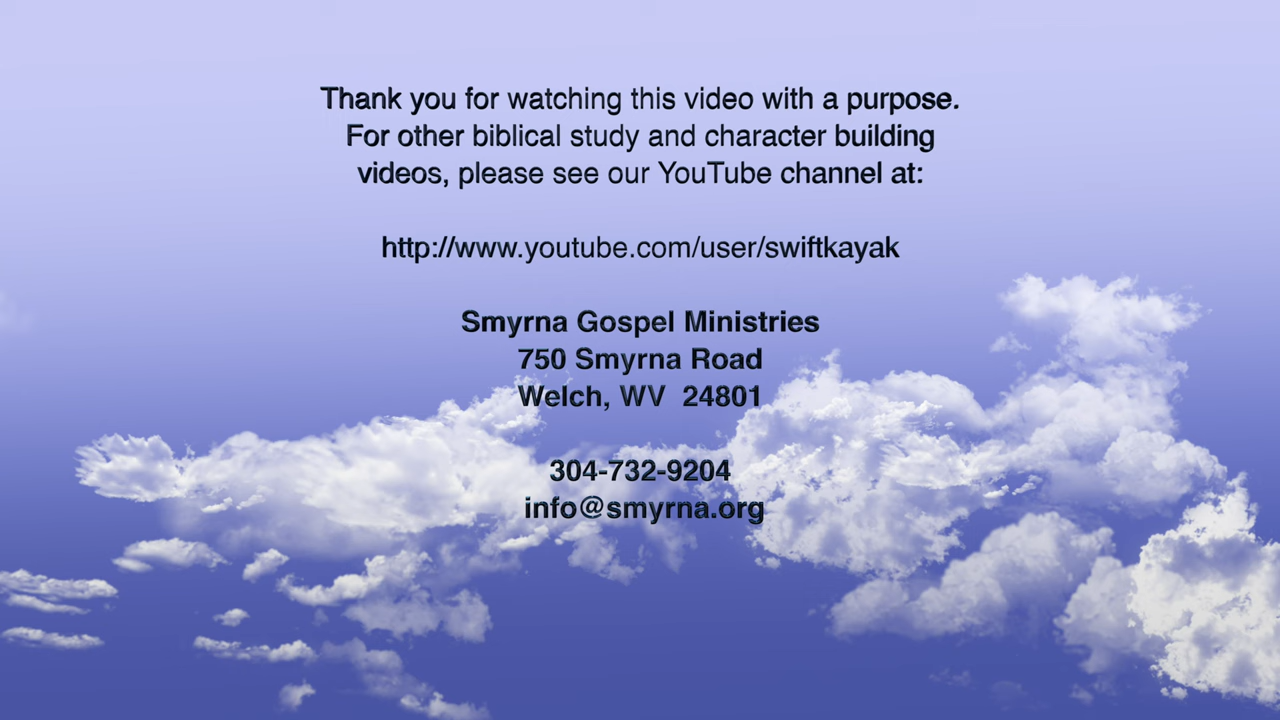 Thank you for watching this video with a purpose.
For other biblical study and character building
videos, please see our YouTube channel at:
http://www.youtube.com/user/swiftkayak
Smyrna Gospel Ministries
750 Smyrna Road
Welch, WV  24801
304-732-9204
info@smyrna.org